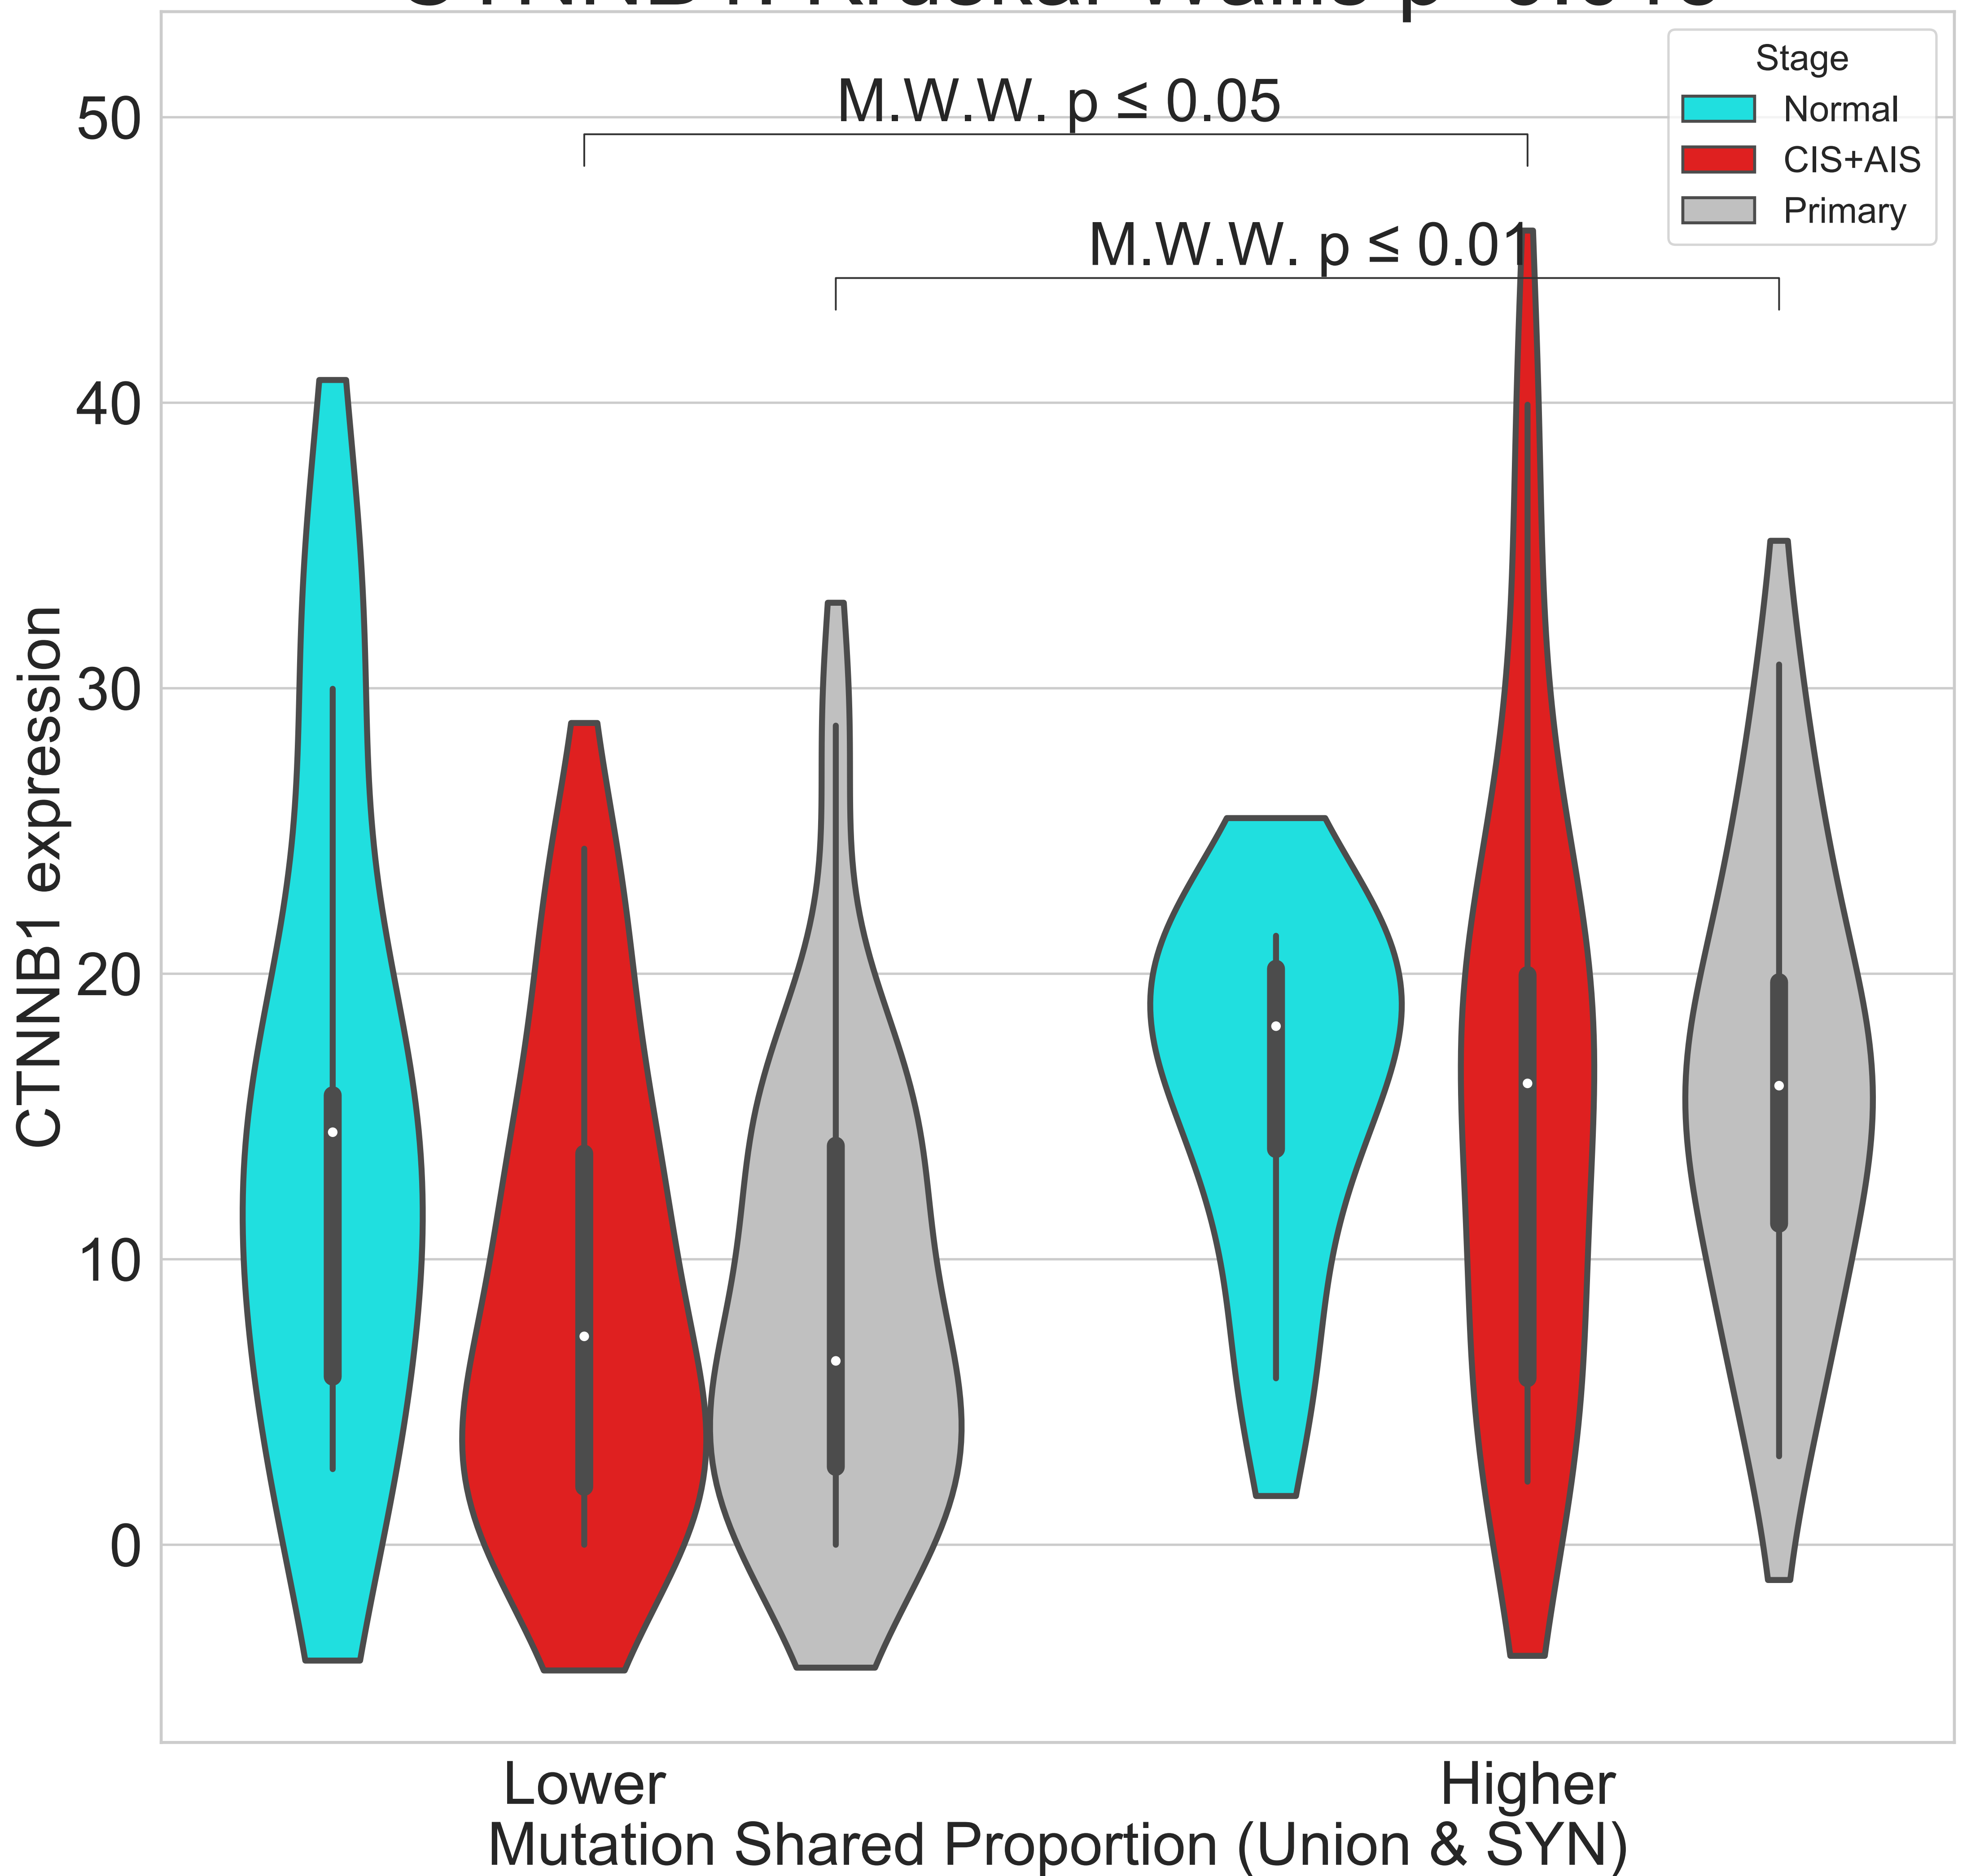 Stage
Normal
CIS+AIS
Primary
M.W.W. p ≤ 0.05
M.W.W. p ≤ 0.01
50
40
30
20
10
0
CTNNB1 expression
Lower
Higher
Mutation Shared Proportion (Union & SYN)